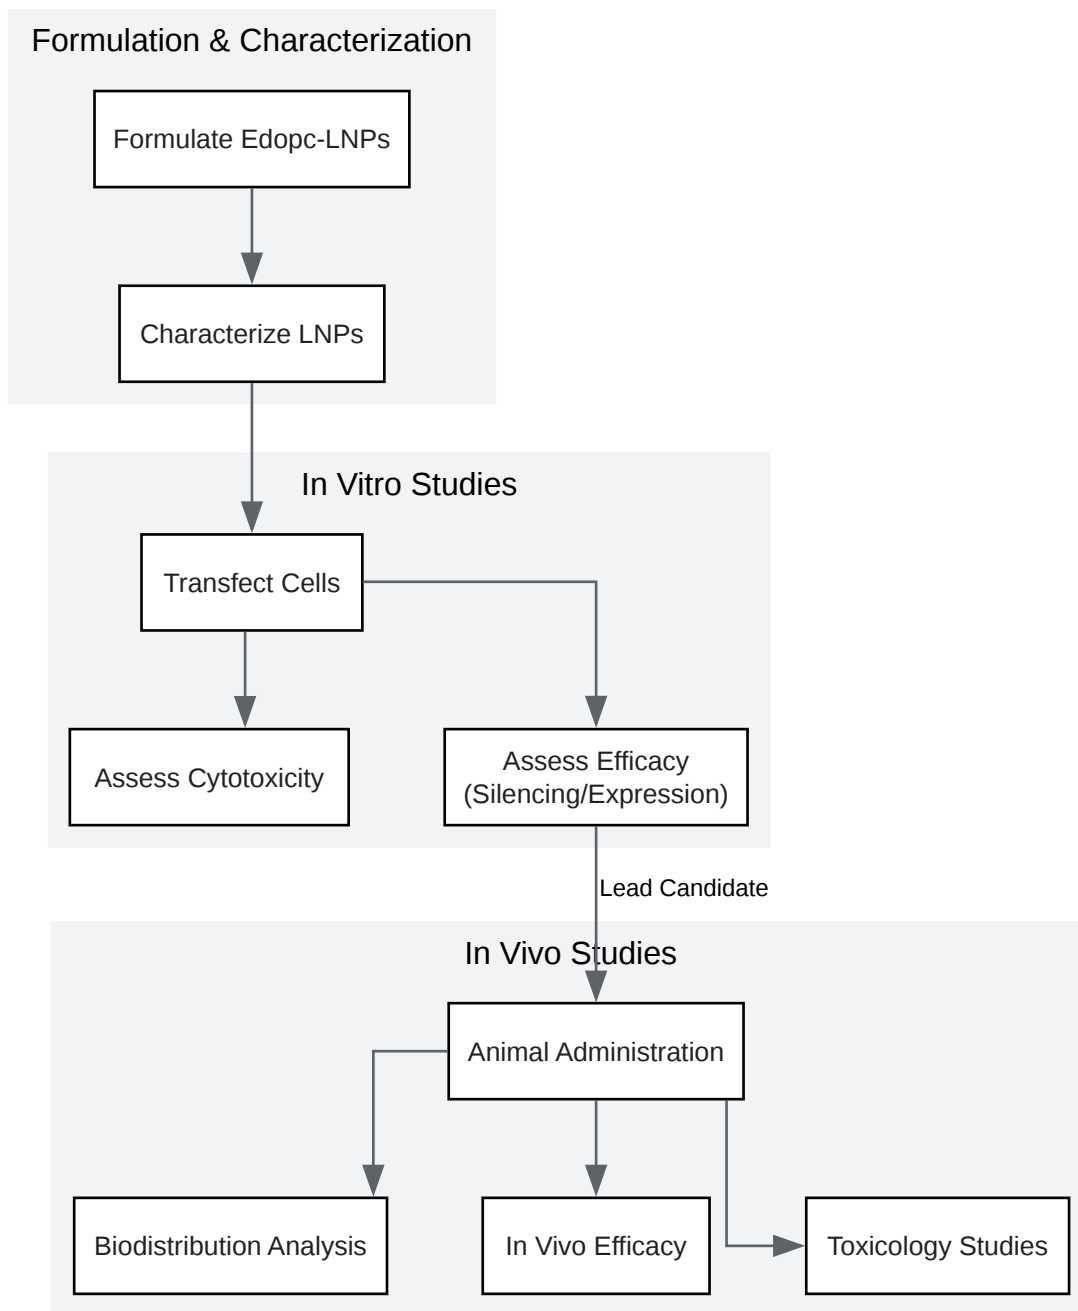 Formulation & Characterization
Formulate Edopc-LNPs
Characterize LNPs
In Vitro Studies
Transfect Cells
Assess Cytotoxicity
Assess Efficacy
(Silencing/Expression)
Lead Candidate
In Vivo Studies
Animal Administration
Biodistribution Analysis
In Vivo Efficacy
Toxicology Studies